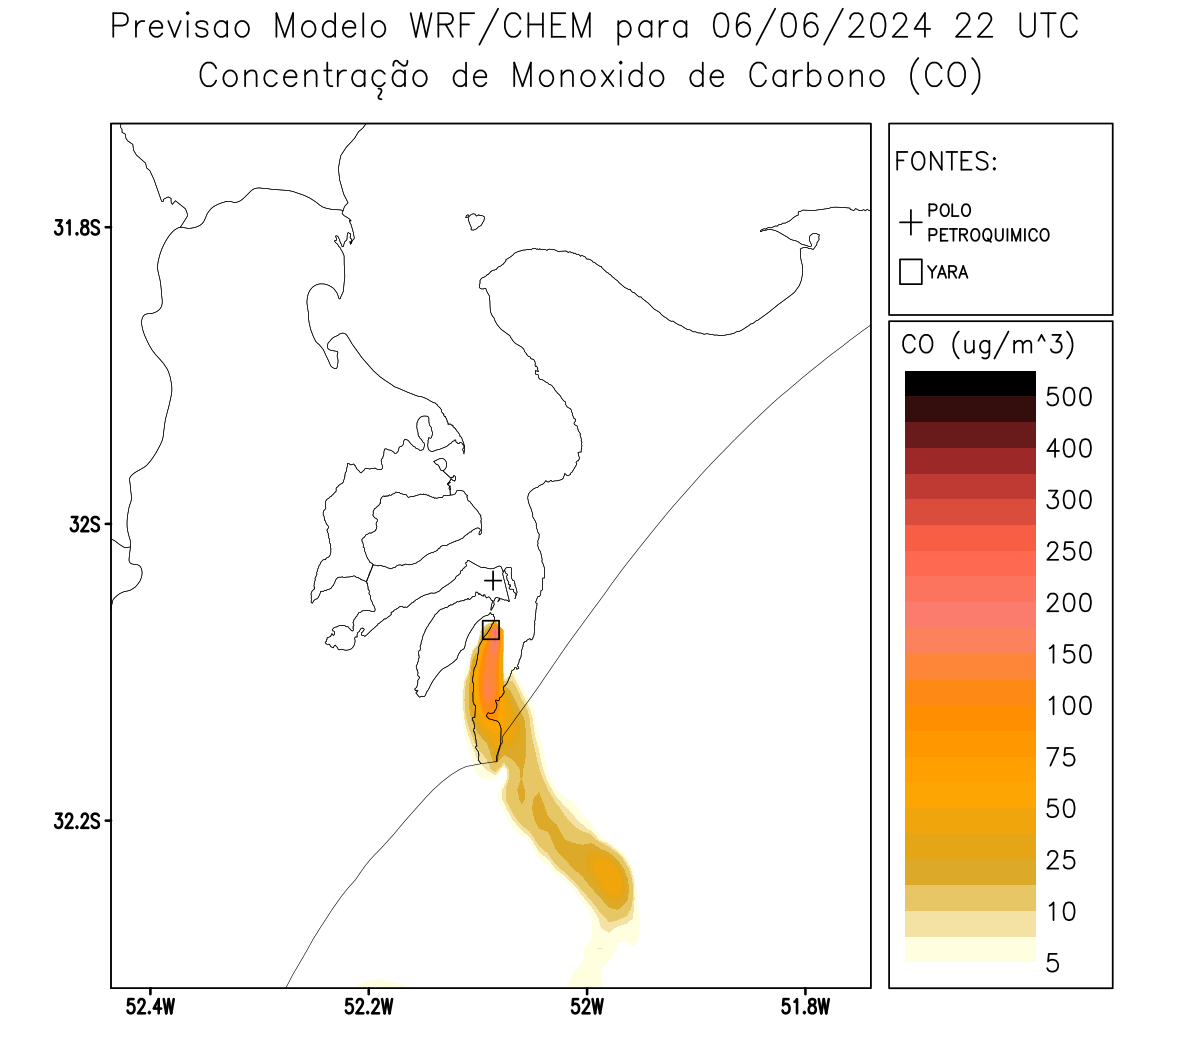 Previsao Modelo WRF/CHEM para 06/06/2024 22 UTC
Concentração de Monoxido de Carbono (CO)
FONTES:
POLO
PETROQUIMICO
YARA
CO (ug/m^3)
500
400
300
250
200
150
100
75
50
25
10
5
31.8S
32S
32.2S
52.4W
52.2W
52W
51.8W